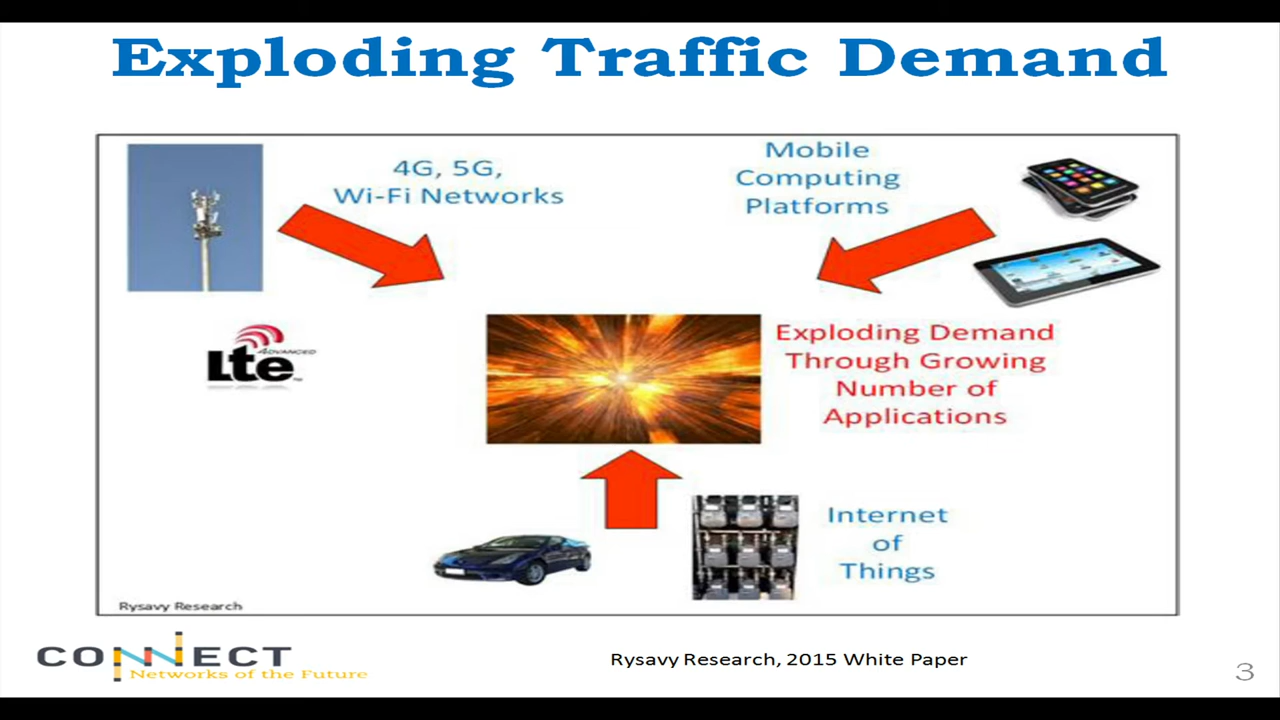 Exploding Traffic Demand
4G, 5G,
Wi-Fi Networks
Mobile
Computing
Platforms
4DVANCED
Lte
Exploding Demand
Through Growing
Number of
Applications
Internet
of
Things
Rysavy Research
CONNECT
Networks of the Future
Rysavy Research, 2015 White Paper
3